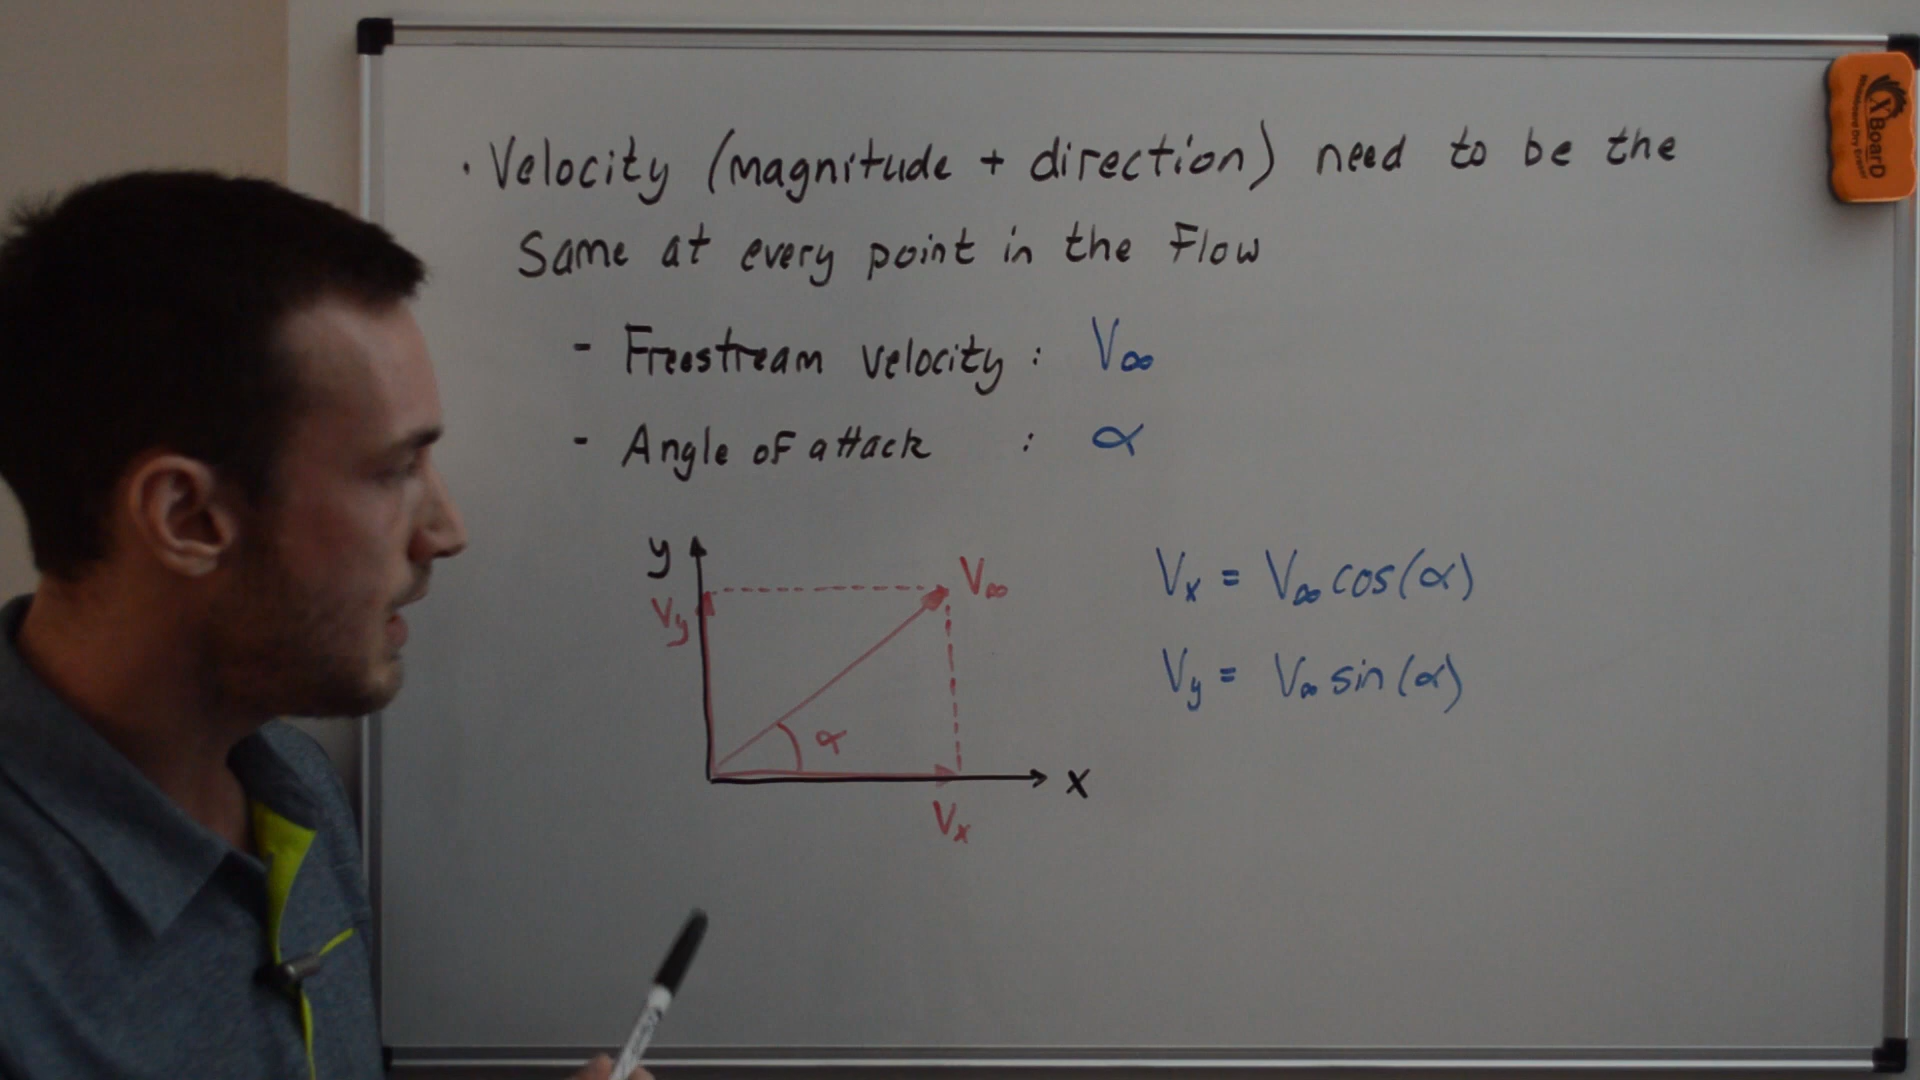 · Velocity (magnitude + direction) need to be the
same at every point in the flow
- Freestream velocity : V∞
- Angle of attack : α
y
V∞
Vy
α
x
Vx
Vx = V∞ cos(α)
Vy = V∞ sin(α)
XBoarD